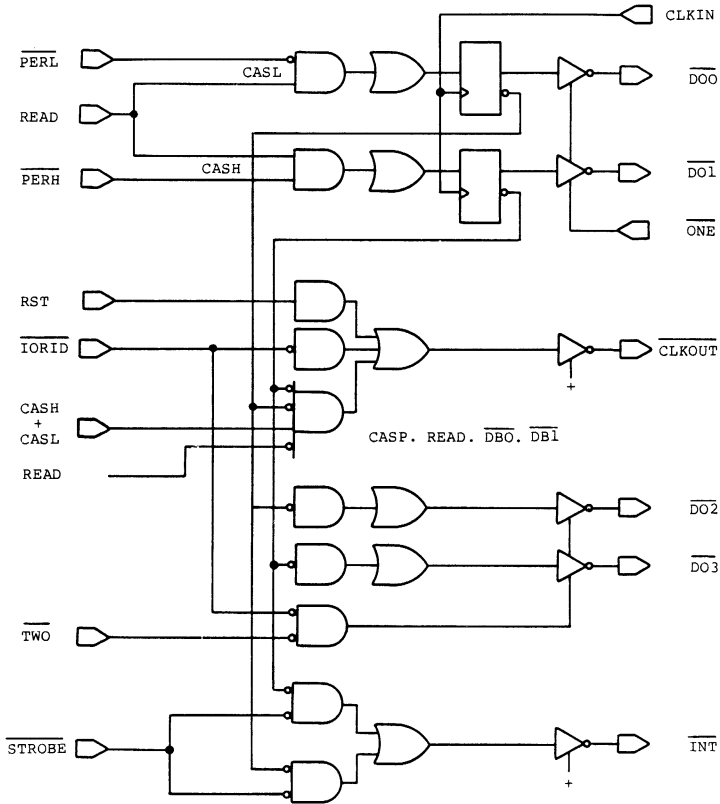 CLKIN
PERL
CASL
DO0
READ
CASH
PERH
DO1
ONE
RST
IORID
CLKOUT
+
CASH
+
CASL
CASP. READ. DB0. DB1
READ
DO2
DO3
TWO
STROBE
INT
+